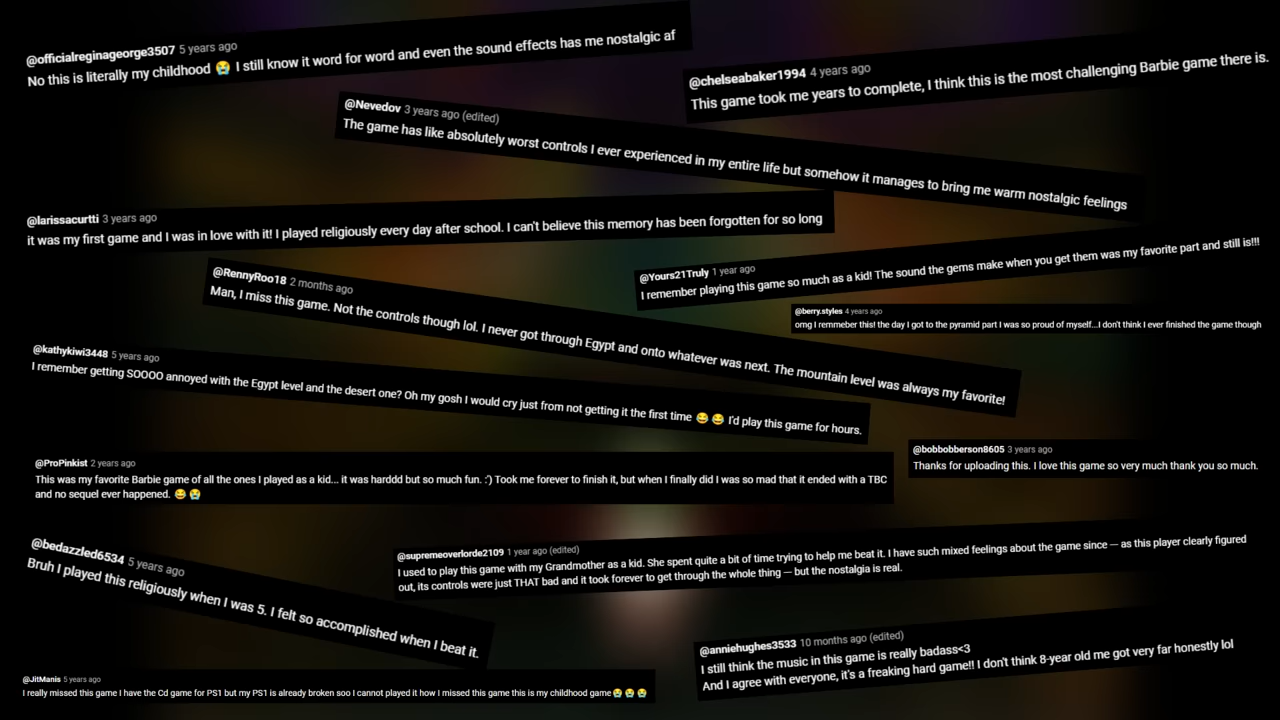 @officialreginageorge3507 5 years ago
No this is literally my childhood 😭 I still know it word for word and even the sound effects has me nostalgic af
@chelseabaker1994 4 years ago
This game took me years to complete, I think this is the most challenging Barbie game there is.
@Nevedov 3 years ago (edited)
The game has like absolutely worst controls I ever experienced in my entire life but somehow it manages to bring me warm nostalgic feelings
@larissacurtti 3 years ago
it was my first game and I was in love with it! I played religiously every day after school. I can't believe this memory has been forgotten for so long
@Yours21Truly 1 year ago
I remember playing this game so much as a kid! The sound the gems make when you get them was my favorite part and still is!!!
@RennyRoo18 2 months ago
Man, I miss this game. Not the controls though lol. I never got through Egypt and onto whatever was next. The mountain level was always my favorite!
@berry.styles 4 years ago
omg I remmeber this! the day I got to the pyramid part I was so proud of myself...I don't think I ever finished the game though
@kathykiwi3448 5 years ago
I remember getting SOOOO annoyed with the Egypt level and the desert one? Oh my gosh I would cry just from not getting it the first time 😂 😂 I'd play this game for hours.
@bobbobberson8605 3 years ago
Thanks for uploading this. I love this game so very much thank you so much.
@ProPinkist 2 years ago
This was my favorite Barbie game of all the ones I played as a kid... it was harddd but so much fun. :') Took me forever to finish it, but when I finally did I was so mad that it ended with a TBC
and no sequel ever happened. 😂 😭
@bedazzled6534 5 years ago
Bruh I played this religiously when I was 5. I felt so accomplished when I beat it.
@supremeoverlorde2109 1 year ago (edited)
I used to play this game with my Grandmother as a kid. She spent quite a bit of time trying to help me beat it. I have such mixed feelings about the game since — as this player clearly figured
out, its controls were just THAT bad and it took forever to get through the whole thing — but the nostalgia is real.
@anniehughes3533 10 months ago (edited)
I still think the music in this game is really badass<3
And I agree with everyone, it's a freaking hard game!! I don't think 8-year old me got very far honestly lol
@JitManis 5 years ago
I really missed this game I have the Cd game for PS1 but my PS1 is already broken soo I cannot played it how I missed this game this is my childhood game😭😭😭